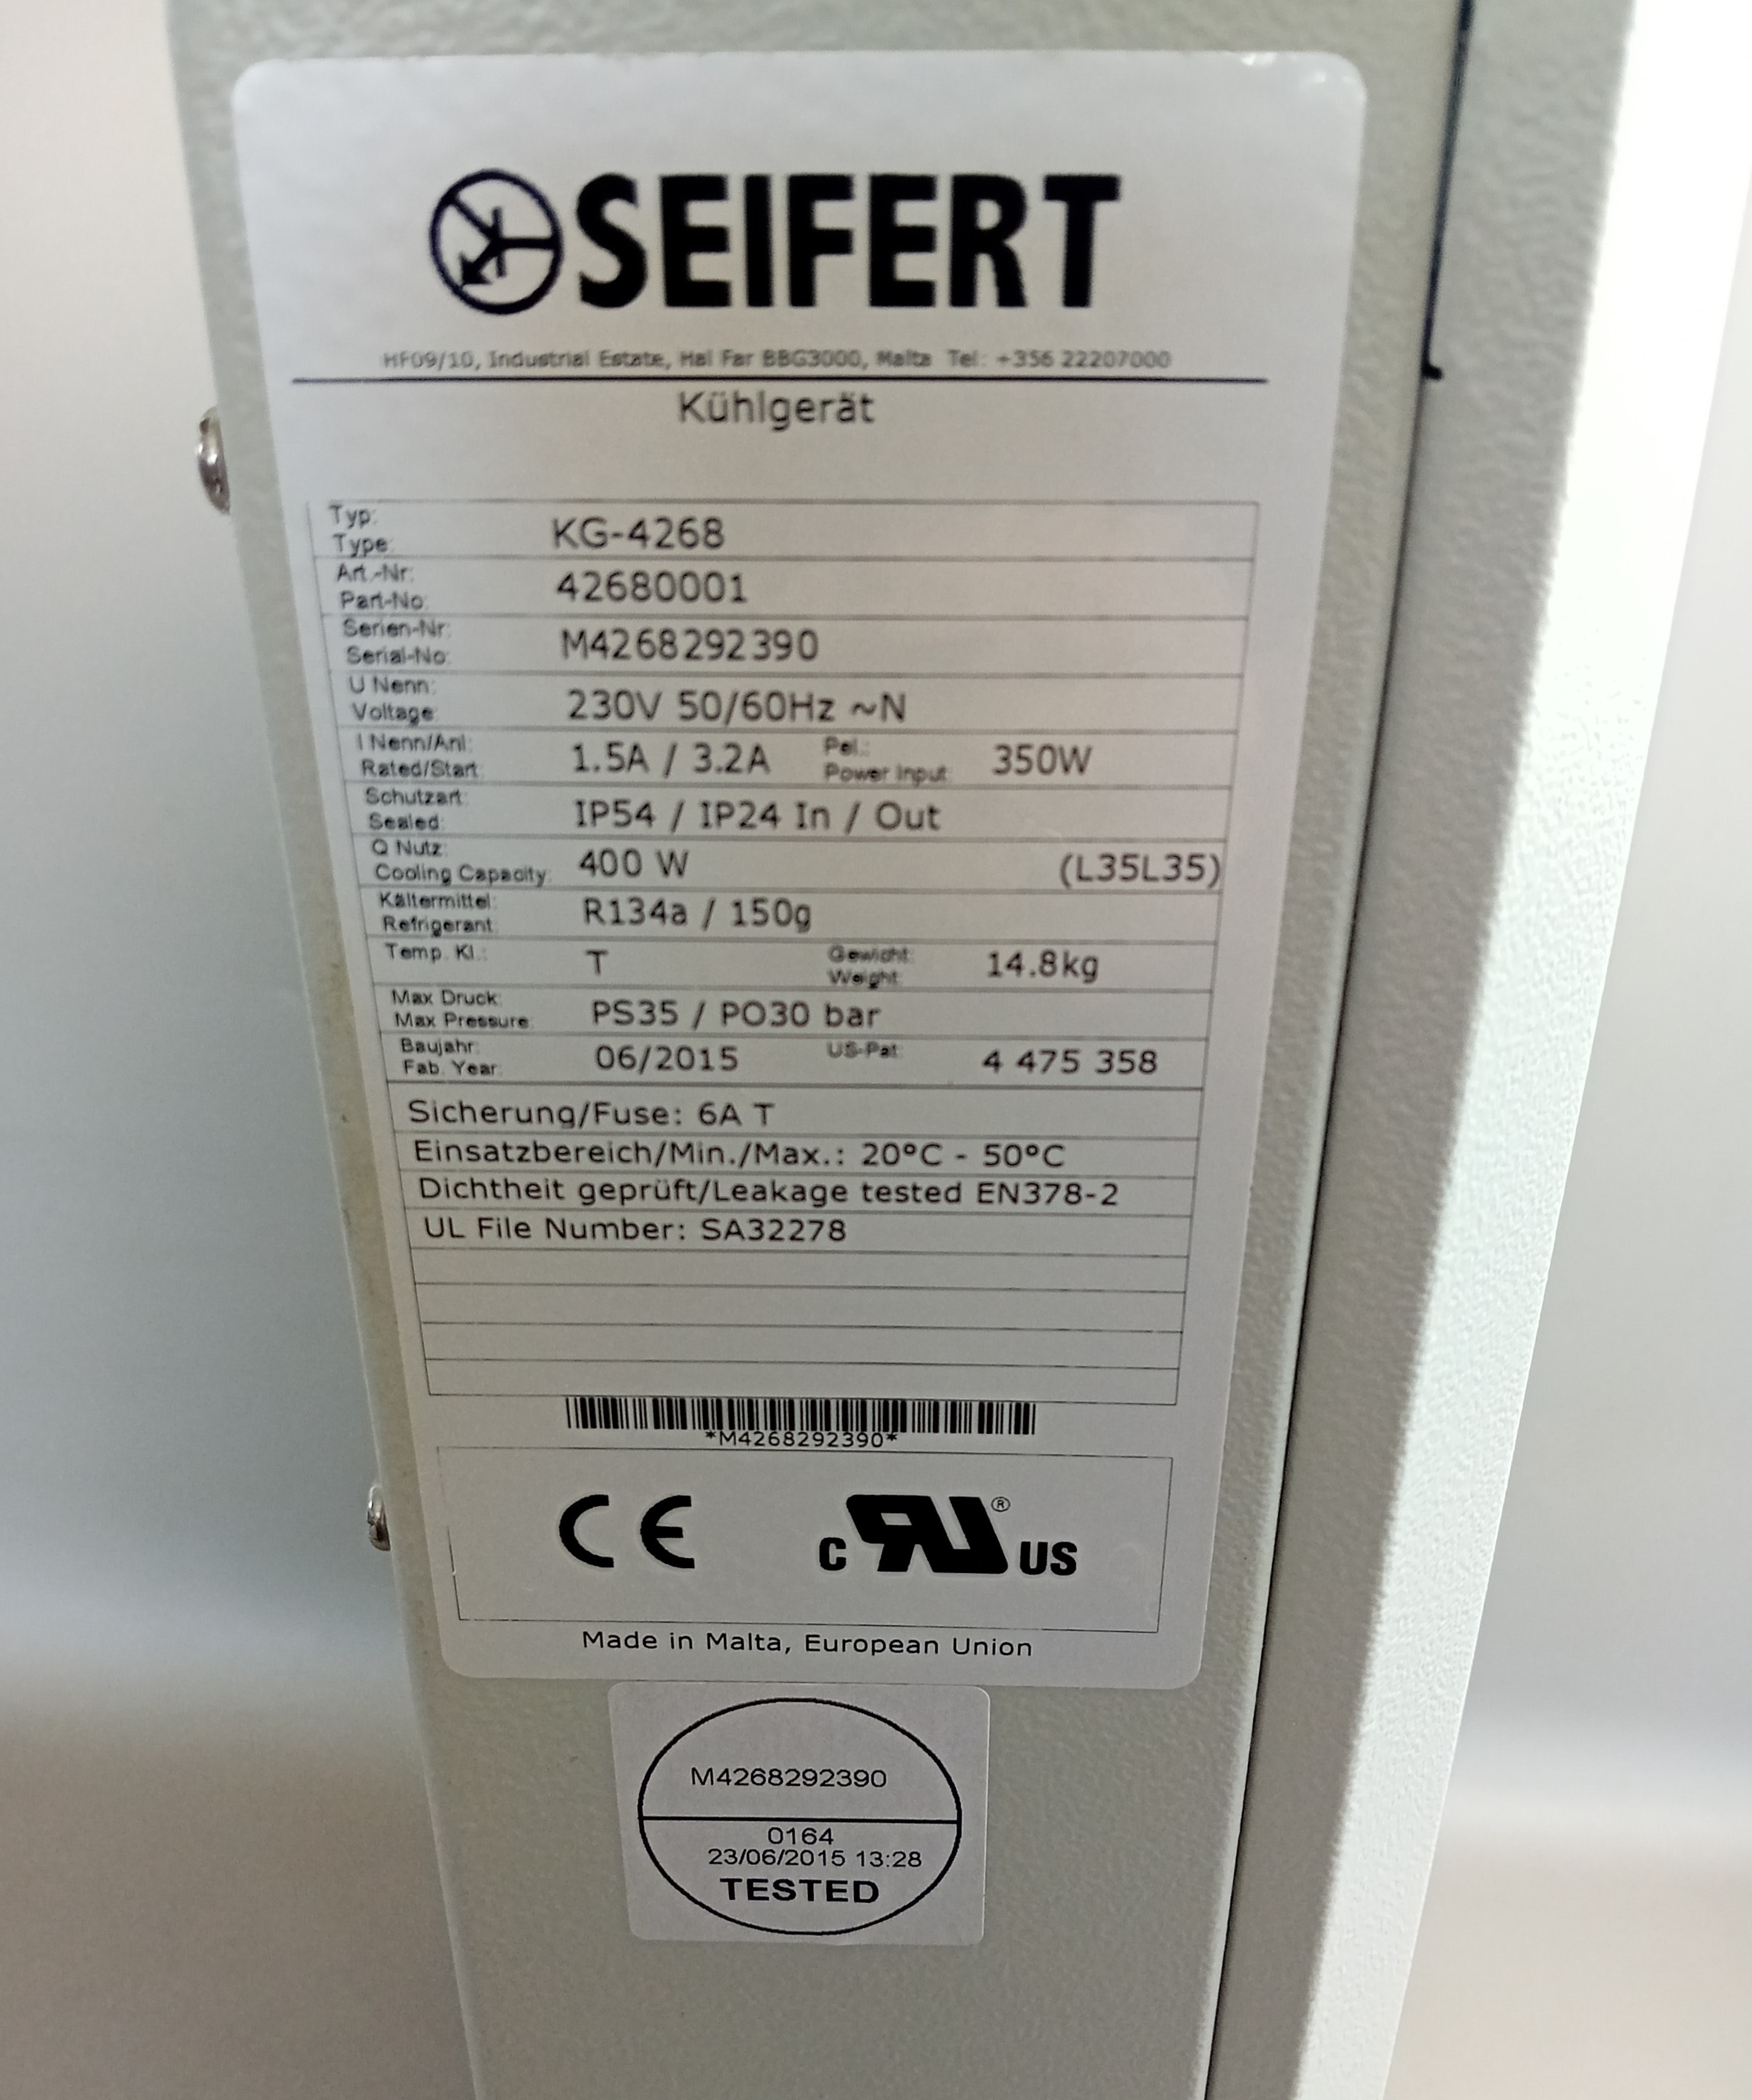 SEIFERT
HF09/10, Industrial Estate, Hal Far BBG3000, Malta Tel: +356 22207000
Kühlgerät
Typ:
Type: KG-4268
Art.-Nr:
Part-No: 42680001
Serien-Nr:
Serial-No: M4268292390
U Nenn:
Voltage: 230V 50/60Hz ~N
I Nenn/Anl:
Rated/Start: 1.5A / 3.2A Pel.: Power Input: 350W
Schutzart:
Sealed: IP54 / IP24 In / Out
Q Nutz:
Cooling Capacity: 400 W (L35L35)
Kältermittel:
Refrigerant: R134a / 150g
Temp. Kl.: T Gewicht: Weight: 14.8kg
Max Druck:
Max Pressure: PS35 / PO30 bar
Baujahr:
Fab. Year: 06/2015 US-Pat: 4 475 358
Sicherung/Fuse: 6A T
Einsatzbereich/Min./Max.: 20°C - 50°C
Dichtheit geprüft/Leakage tested EN378-2
UL File Number: SA32278
*M4268292390*
CE c RU® US
Made in Malta, European Union
M4268292390
0164
23/06/2015 13:28
TESTED